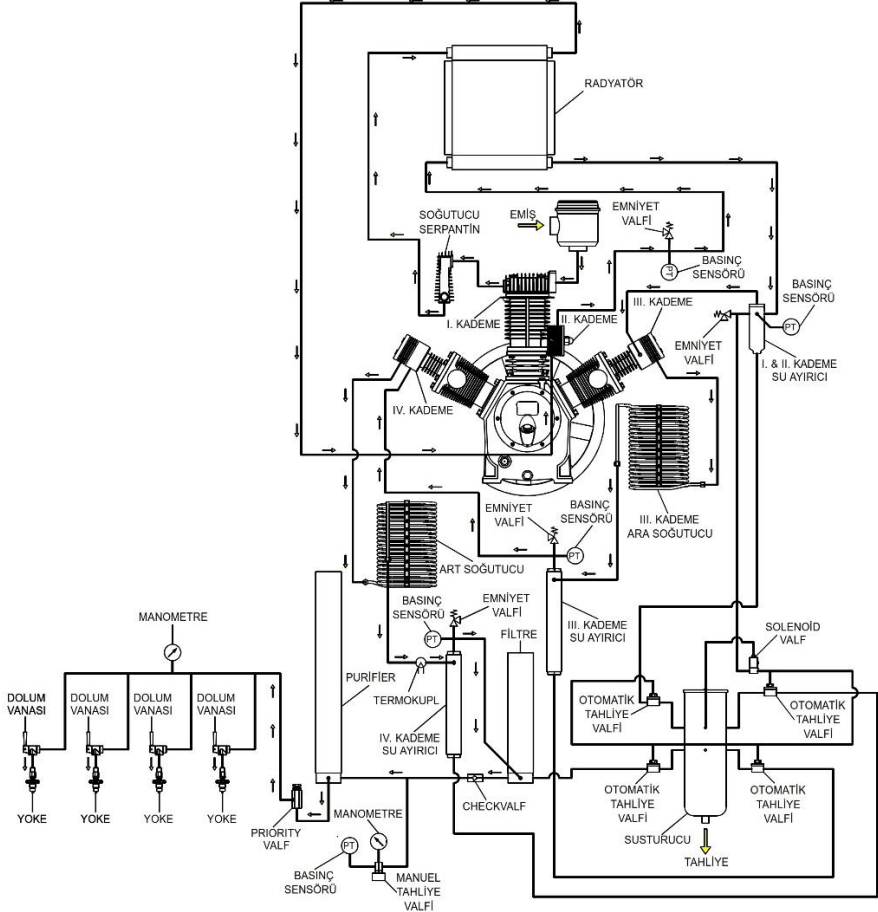 RADYATÖR
SOĞUTUCU
SERPANTİN
EMİŞ
EMNİYET
VALFİ
PT
BASINÇ
SENSÖRÜ
I. KADEME
II. KADEME
III. KADEME
EMNİYET
VALFİ
BASINÇ
SENSÖRÜ
PT
I. & II. KADEME
SU AYIRICI
IV. KADEME
III. KADEME
ARA SOĞUTUCU
EMNİYET
VALFİ
BASINÇ
SENSÖRÜ
PT
ART SOĞUTUCU
BASINÇ
SENSÖRÜ
PT
EMNİYET
VALFİ
FİLTRE
III. KADEME
SU AYIRICI
SOLENOİD
VALF
MANOMETRE
PURİFİER
TERMOKUPL
IV. KADEME
SU AYIRICI
DOLUM
VANASI
DOLUM
VANASI
DOLUM
VANASI
DOLUM
VANASI
OTOMATİK
TAHLİYE
VALFİ
OTOMATİK
TAHLİYE
VALFİ
YOKE
YOKE
YOKE
YOKE
PRIORITY
VALF
MANOMETRE
CHECKVALF
OTOMATİK
TAHLİYE
VALFİ
OTOMATİK
TAHLİYE
VALFİ
SUSTURUCU
TAHLİYE
PT
BASINÇ
SENSÖRÜ
MANUEL
TAHLİYE
VALFİ